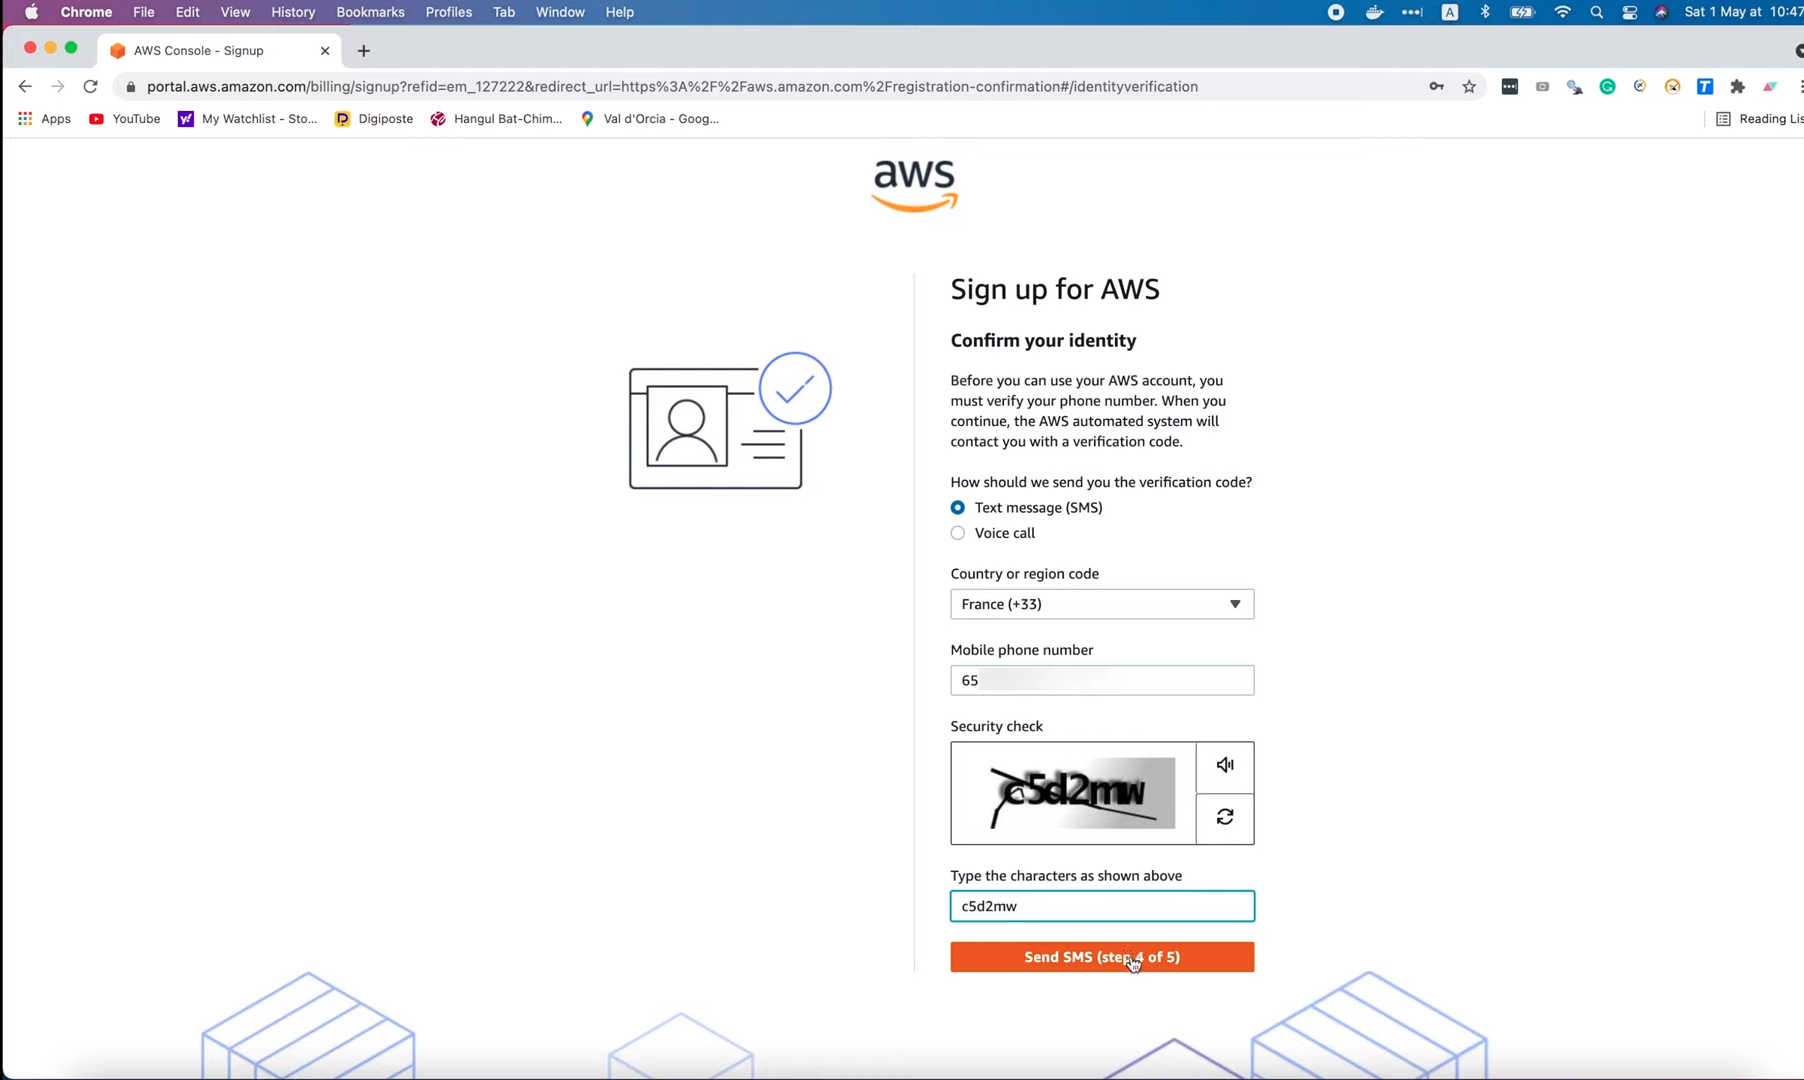 Chrome File Edit View History Bookmarks Profiles Tab Window Help A Sat 1 May at 10:47
AWS Console - Signup
portal.aws.amazon.com/billing/signup?refid=em_127222&redirect_url=https%3A%2F%2Faws.amazon.com%2Fregistration-confirmation#/identityverification
Apps YouTube My Watchlist - Sto... Digiposte Hangul Bat-Chim... Val d'Orcia - Goog... Reading Lis
aws
Sign up for AWS
Confirm your identity
Before you can use your AWS account, you
must verify your phone number. When you
continue, the AWS automated system will
contact you with a verification code.
How should we send you the verification code?
Text message (SMS)
Voice call
Country or region code
France (+33)
Mobile phone number
65
Security check
c5d2mw
Type the characters as shown above
c5d2mw
Send SMS (step 4 of 5)